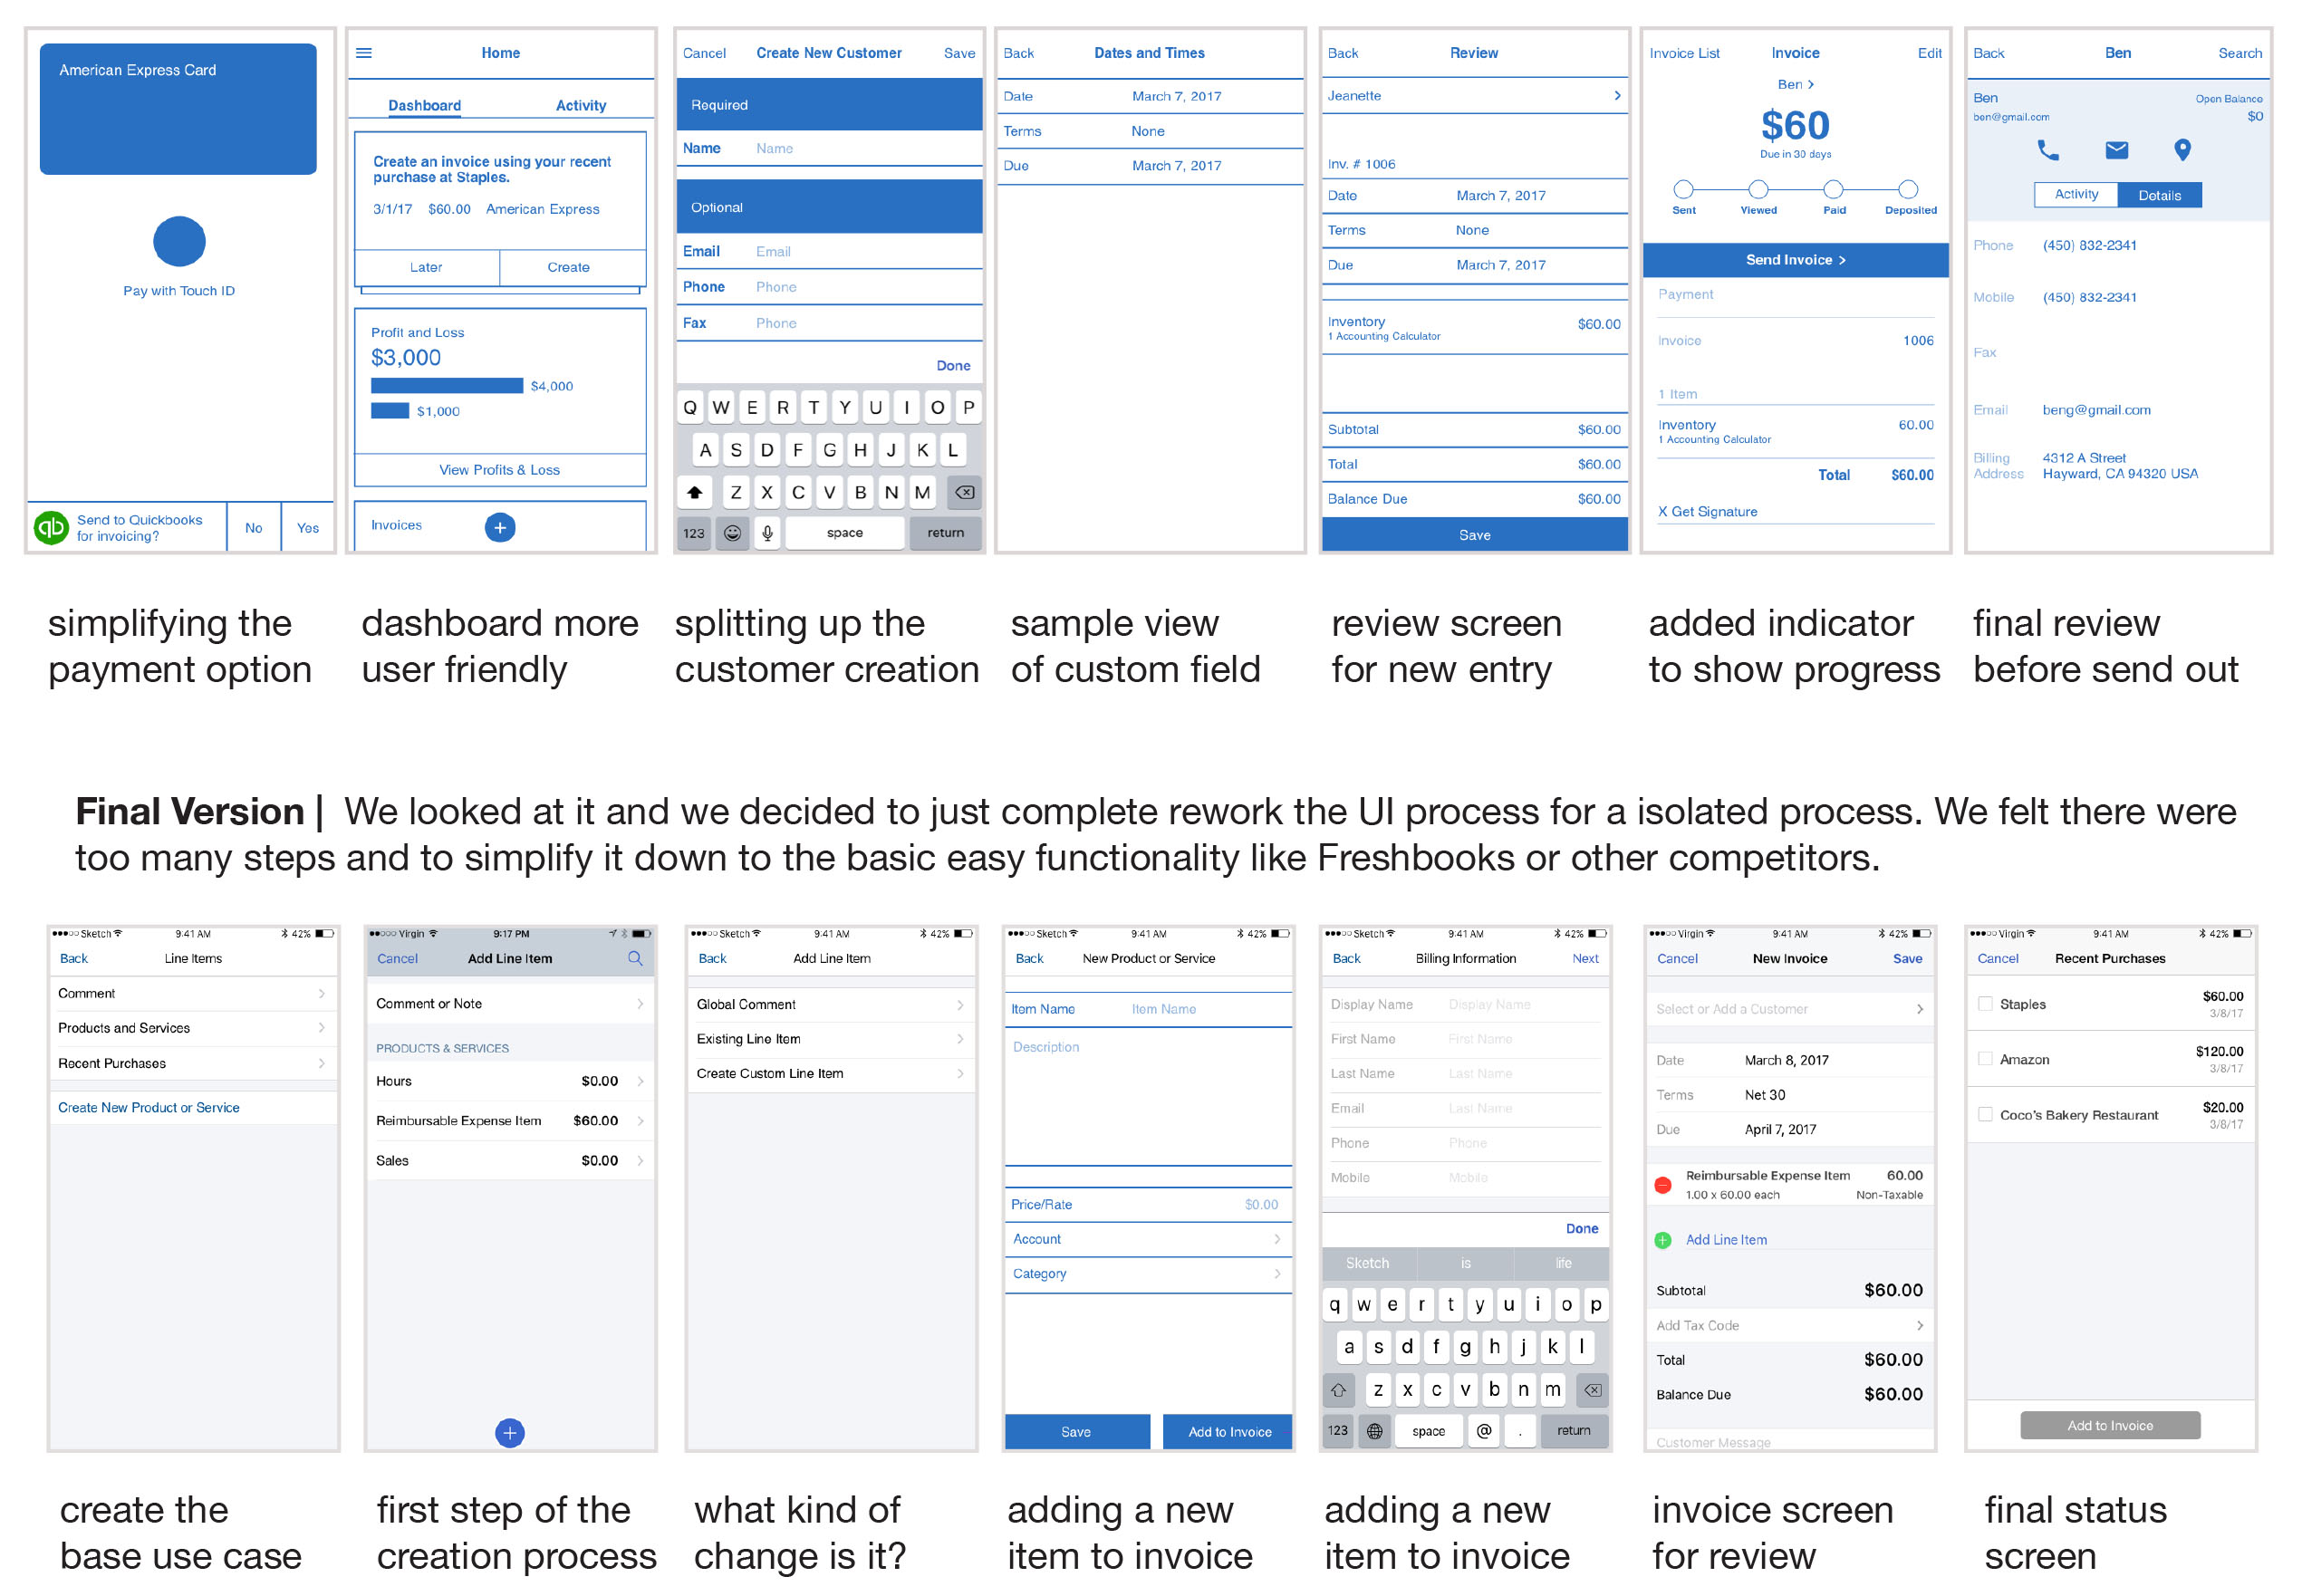 American Express Card
Pay with Touch ID
qb
Send to Quickbooks
for invoicing?
No
Yes
Home
Dashboard
Activity
Create an invoice using your recent
purchase at Staples.
3/1/17 $60.00 American Express
Later
Create
Profit and Loss
$3,000
$4,000
$1,000
View Profits & Loss
Invoices
+
Cancel Create New Customer Save
Required
Name Name
Optional
Email Email
Phone Phone
Fax Phone
Done
Q W E R T Y U I O P
A S D F G H J K L
Z X C V B N M
123 space return
Back Dates and Times
Date March 7, 2017
Terms None
Due March 7, 2017
Back Review
Jeanette >
Inv. # 1006
Date March 7, 2017
Terms None
Due March 7, 2017
Inventory $60.00
1 Accounting Calculator
Subtotal $60.00
Total $60.00
Balance Due $60.00
Save
Invoice List Invoice Edit
Ben >
$60
Due in 30 days
Sent Viewed Paid Deposited
Send Invoice >
Payment
Invoice 1006
1 Item
Inventory 60.00
1 Accounting Calculator
Total $60.00
X Get Signature
Back Ben Search
Ben Open Balance
ben@gmail.com $0
Activity Details
Phone (450) 832-2341
Mobile (450) 832-2341
Fax
Email beng@gmail.com
Billing 4312 A Street
Address Hayward, CA 94320 USA
simplifying the
payment option
dashboard more
user friendly
splitting up the
customer creation
sample view
of custom field
review screen
for new entry
added indicator
to show progress
final review
before send out
Final Version | We looked at it and we decided to just complete rework the UI process for a isolated process. We felt there were
too many steps and to simplify it down to the basic easy functionality like Freshbooks or other competitors.
Sketch 9:41 AM 42%
Back Line Items
Comment >
Products and Services >
Recent Purchases >
Create New Product or Service
Virgin 9:17 PM
Cancel Add Line Item
Comment or Note >
PRODUCTS & SERVICES
Hours $0.00 >
Reimbursable Expense Item $60.00 >
Sales $0.00 >
+
Sketch 9:41 AM 42%
Back Add Line Item
Global Comment >
Existing Line Item >
Create Custom Line Item >
Sketch 9:41 AM 42%
Back New Product or Service
Item Name Item Name
Description
Price/Rate $0.00
Account >
Category >
Save Add to Invoice
Sketch 9:41 AM 42%
Back Billing Information Next
Display Name Display Name
First Name First Name
Last Name Last Name
Email Last Name
Phone Phone
Mobile Mobile
Done
Sketch is life
q w e r t y u i o p
a s d f g h j k l
z x c v b n m
123 space @ . return
Virgin 9:41 AM 42%
Cancel New Invoice Save
Select or Add a Customer >
Date March 8, 2017
Terms Net 30
Due April 7, 2017
Reimbursable Expense Item 60.00
1.00 x 60.00 each Non-Taxable
Add Line Item
Subtotal $60.00
Add Tax Code >
Total $60.00
Balance Due $60.00
Customer Message
Virgin 9:41 AM 42%
Cancel Recent Purchases
Staples $60.00
3/8/17
Amazon $120.00
3/8/17
Coco's Bakery Restaurant $20.00
3/8/17
Add to Invoice
create the
base use case
first step of the
creation process
what kind of
change is it?
adding a new
item to invoice
adding a new
item to invoice
invoice screen
for review
final status
screen